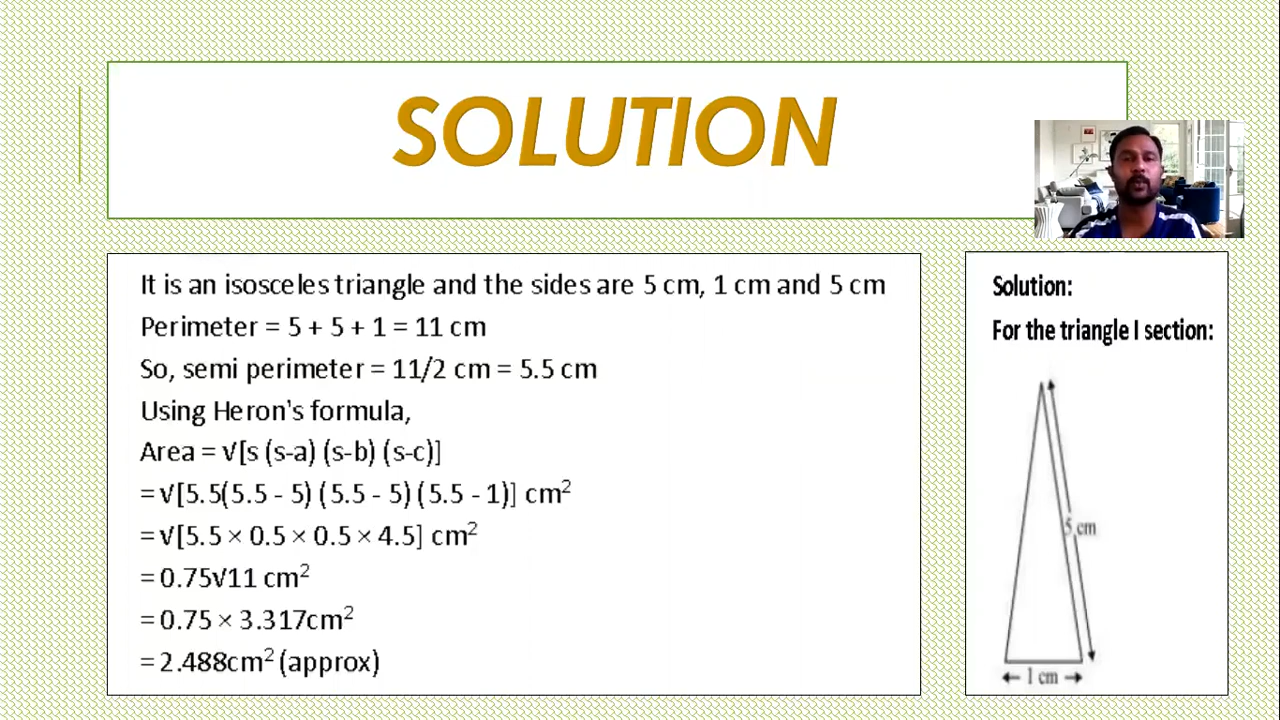 SOLUTION
It is an isosceles triangle and the sides are 5 cm, 1 cm and 5 cm
Perimeter = 5 + 5 + 1 = 11 cm
So, semi perimeter = 11/2 cm = 5.5 cm
Using Heron's formula,
Area = √[s (s-a) (s-b) (s-c)]
= √[5.5(5.5 - 5) (5.5 - 5) (5.5 - 1)] cm²
= √[5.5 × 0.5 × 0.5 × 4.5] cm²
= 0.75√11 cm²
= 0.75 × 3.317cm²
= 2.488cm² (approx)
Solution:
For the triangle I section:
5 cm
1 cm